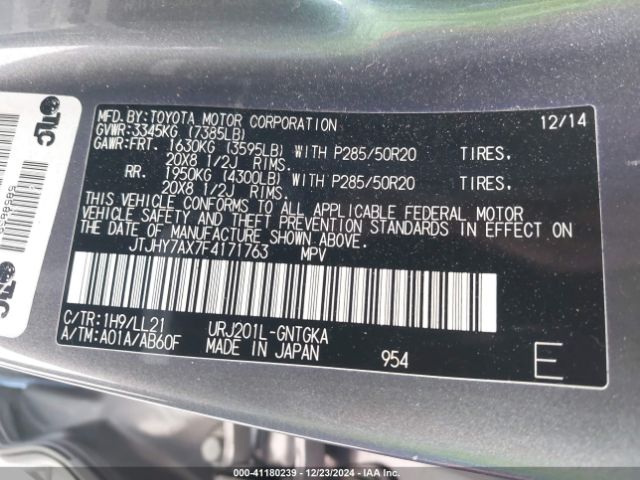 MFD.BY:TOYOTA MOTOR CORPORATION 12/14
GVWR:3345KG (7385LB)
GAWR:FRT. 1630KG (3595LB) WITH P285/50R20 TIRES,
20X8 1/2J RIMS.
RR. 1950KG (4300LB) WITH P285/50R20 TIRES,
20X8 1/2J RIMS.
THIS VEHICLE CONFORMS TO ALL APPLICABLE FEDERAL MOTOR
VEHICLE SAFETY AND THEFT PREVENTION STANDARDS IN EFFECT ON
THE DATE OF MANUFACTURE SHOWN ABOVE.
JTJHY7AX7F4171763 MPV
C/TR:1H9/LL21 URJ201L-GNTGKA
A/TM:A01A/AB60F MADE IN JAPAN 954 E
000-41180239 - 12/23/2024 - IAA Inc.